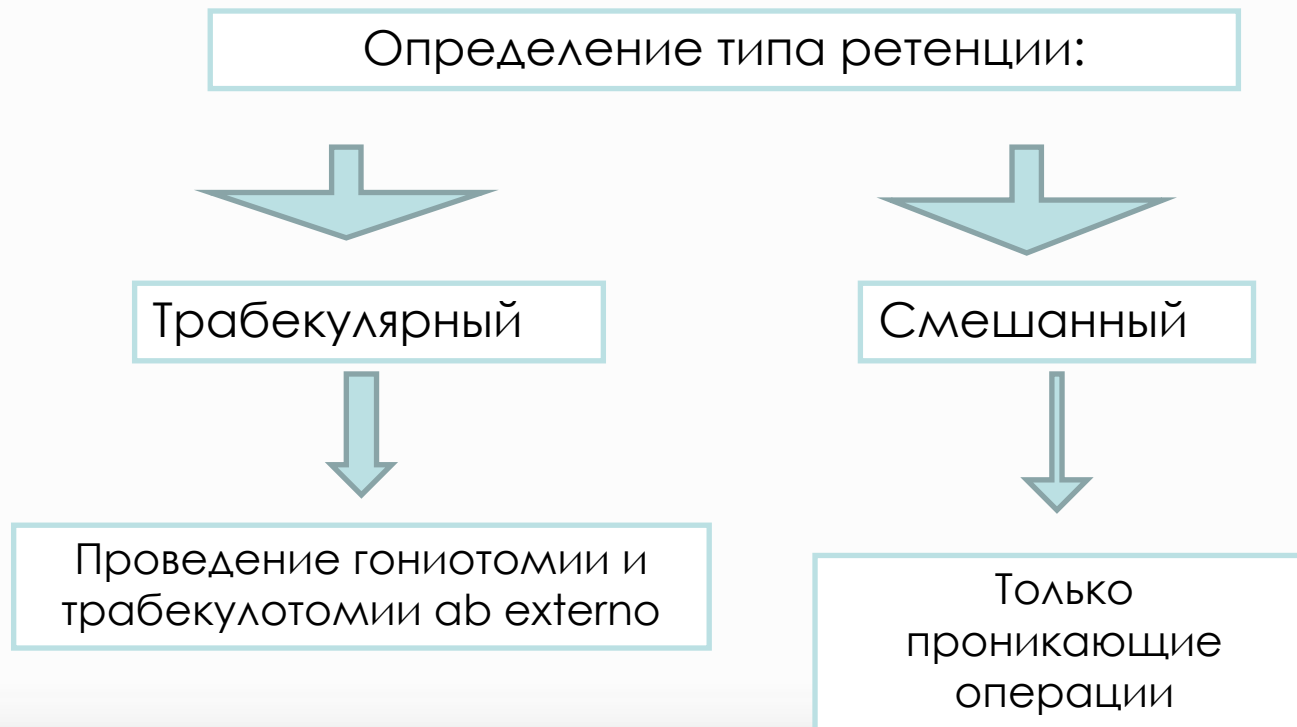 Определение типа ретенции:
Трабекулярный
Смешанный
Проведение гониотомии и
трабекулотомии ab externo
Только
проникающие
операции